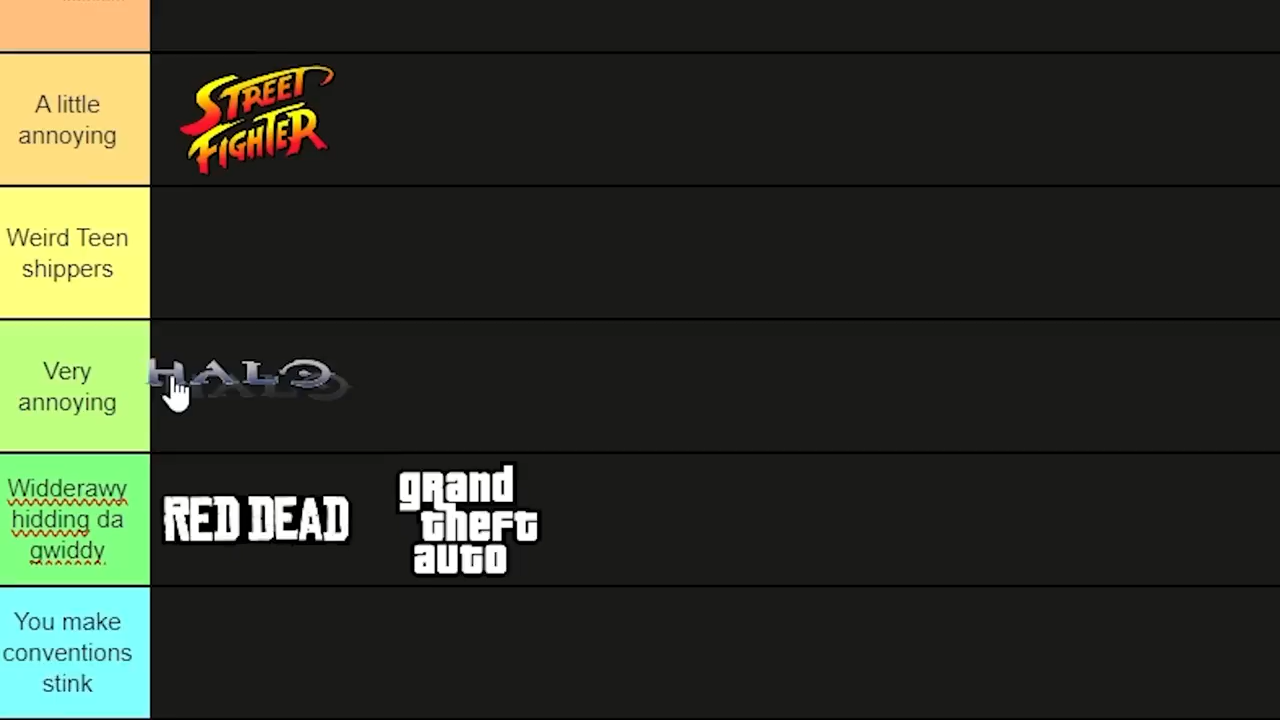 A little
annoying
STREET
FIGHTER
Weird Teen
shippers
Very
annoying
HALO
Widderawy
hidding da
gwiddy
RED DEAD
grand
theft
auto
You make
conventions
stink